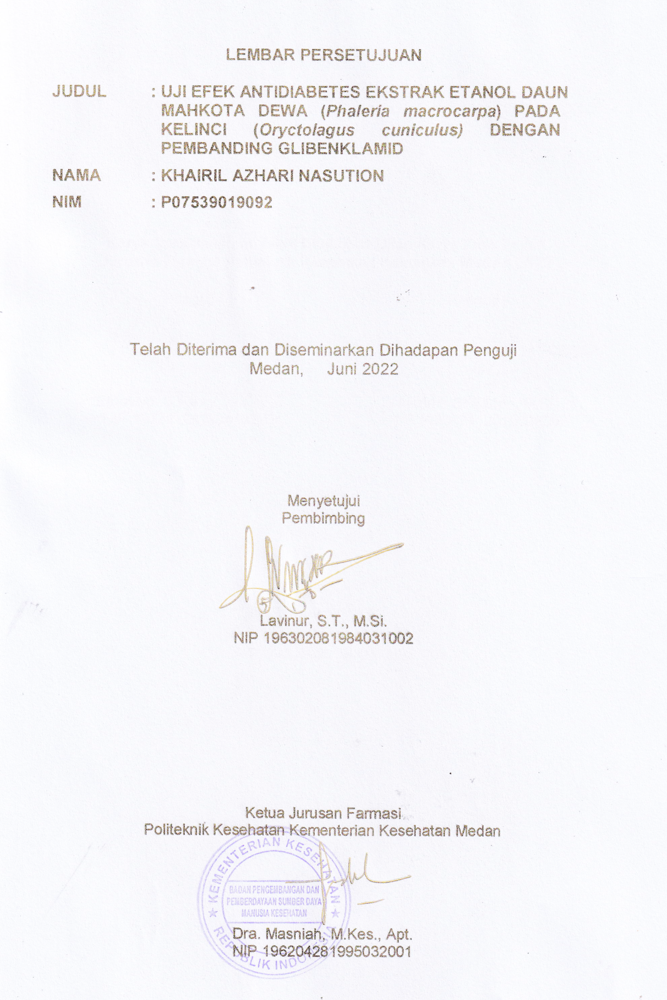 LEMBAR PERSETUJUAN
JUDUL : UJI EFEK ANTIDIABETES EKSTRAK ETANOL DAUN
MAHKOTA DEWA (Phaleria macrocarpa) PADA
KELINCI (Oryctolagus cuniculus) DENGAN
PEMBANDING GLIBENKLAMID
NAMA : KHAIRIL AZHARI NASUTION
NIM : P07539019092
Telah Diterima dan Diseminarkan Dihadapan Penguji
Medan, Juni 2022
Menyetujui
Pembimbing
Lavinur, S.T., M.Si.
NIP 196302081984031002
Ketua Jurusan Farmasi
Politeknik Kesehatan Kementerian Kesehatan Medan
KEMENTERIAN KESEHATAN
BADAN PENGEMBANGAN DAN
PEMBERDAYAAN SUMBER DAYA
MANUSIA KESEHATAN
REPUBLIK INDONESIA
Dra. Masniah, M.Kes., Apt.
NIP 196204281995032001